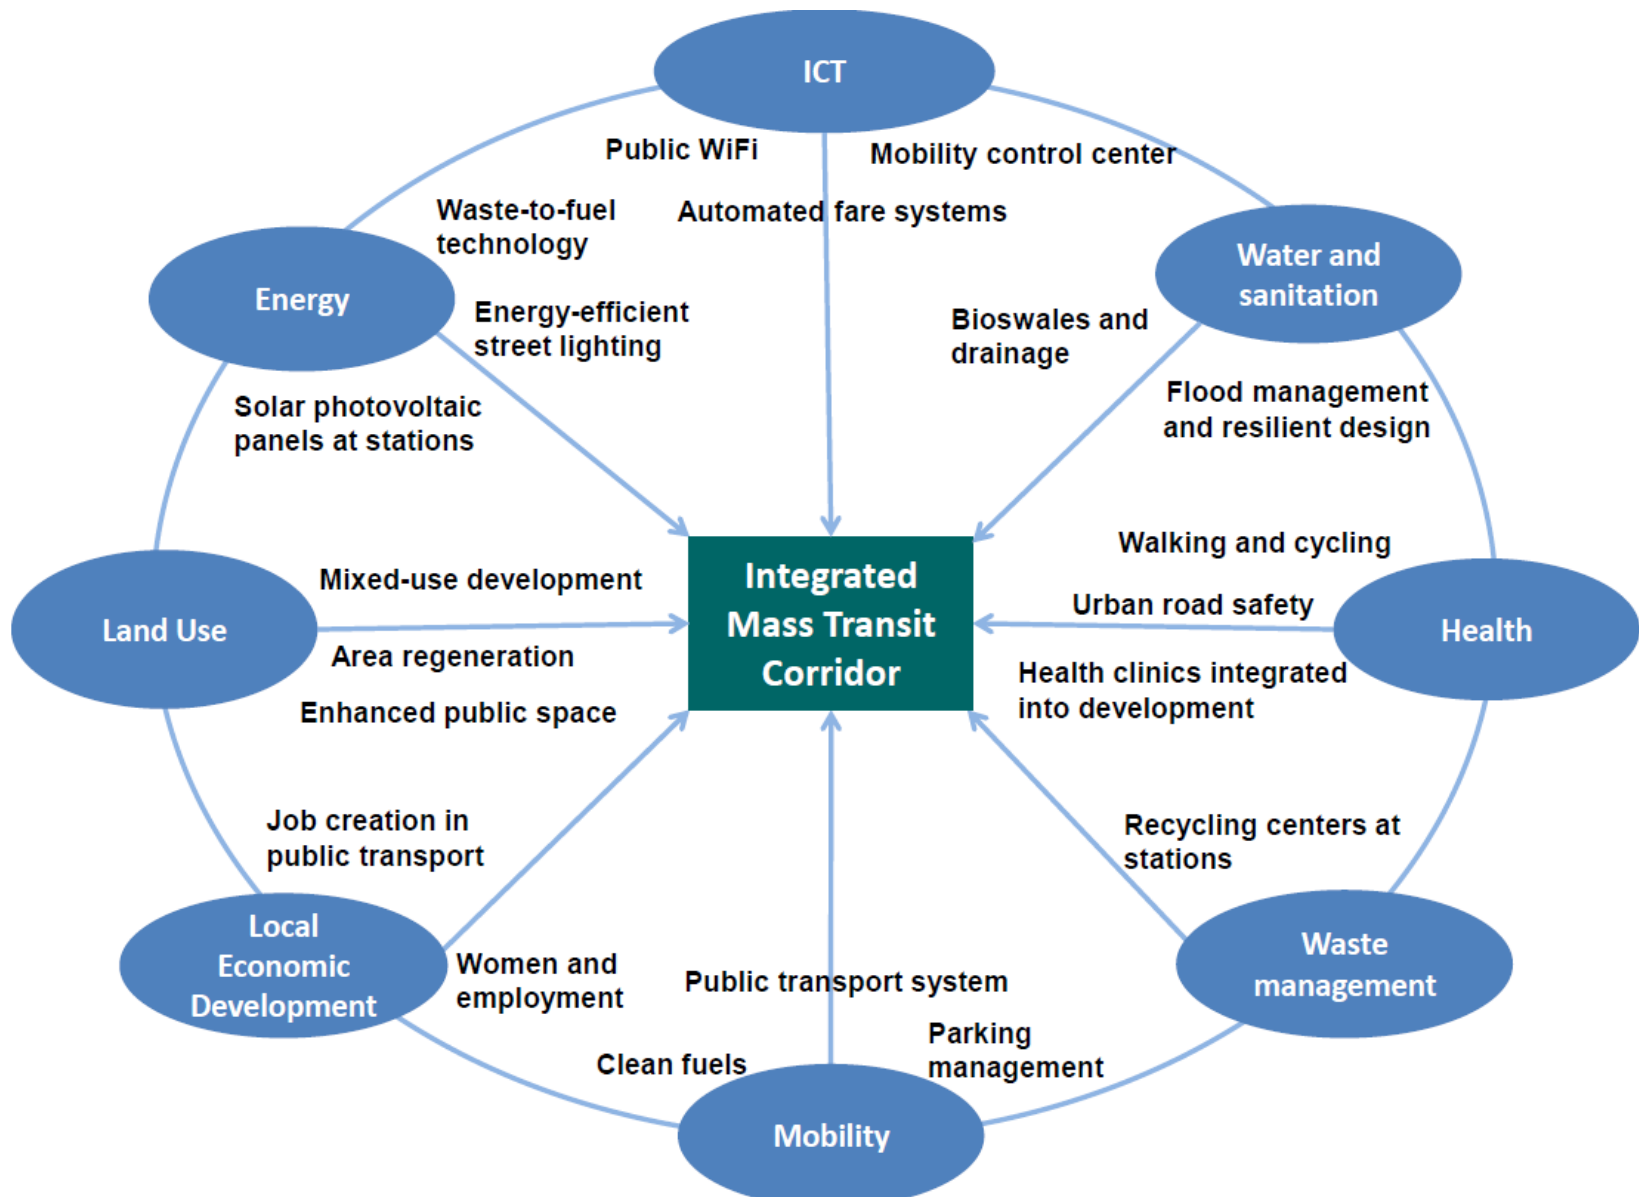 ICT
Public WiFi
Mobility control center
Automated fare systems
Waste-to-fuel
technology
Energy
Energy-efficient
street lighting
Solar photovoltaic
panels at stations
Water and
sanitation
Bioswales and
drainage
Flood management
and resilient design
Integrated
Mass Transit
Corridor
Land Use
Mixed-use development
Area regeneration
Enhanced public space
Walking and cycling
Urban road safety
Health
Health clinics integrated
into development
Job creation in
public transport
Local
Economic
Development
Women and
employment
Recycling centers at
stations
Waste
management
Public transport system
Clean fuels
Parking
management
Mobility